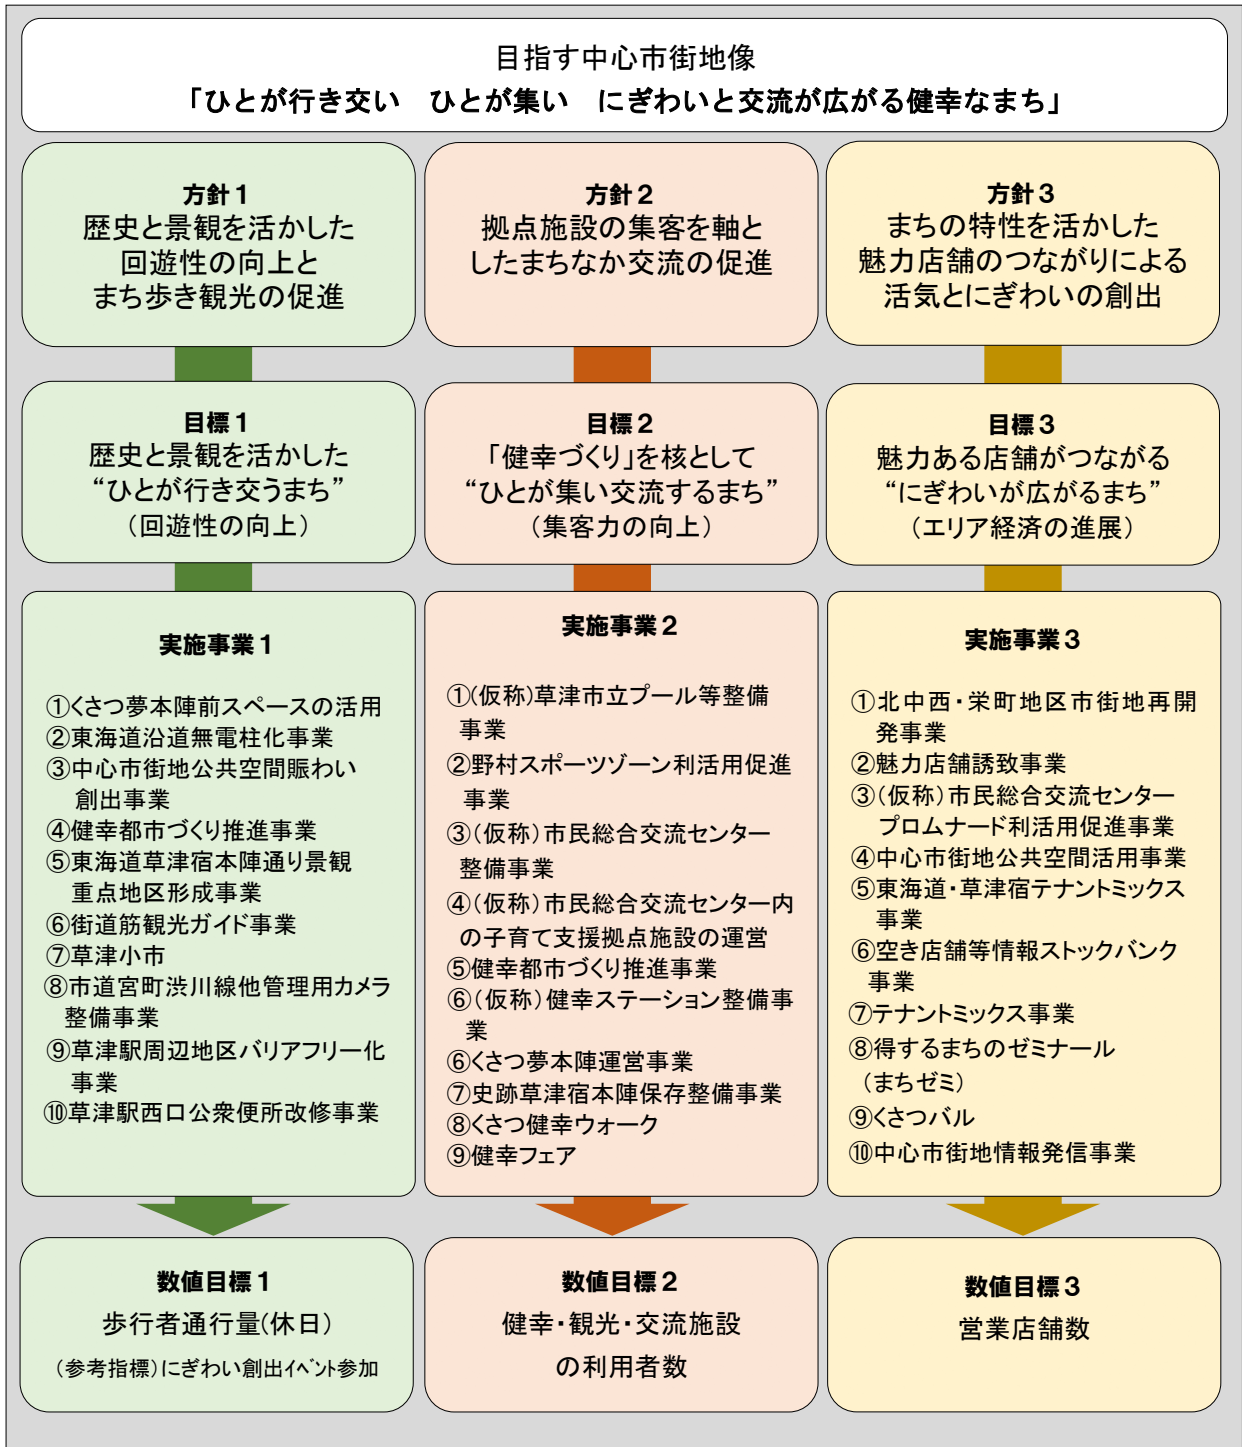 目指す中心市街地像
「ひとが行き交い　ひとが集い　にぎわいと交流が広がる健幸なまち」
方針1
歴史と景観を活かした
回遊性の向上と
まち歩き観光の促進
方針2
拠点施設の集客を軸と
したまちなか交流の促進
方針3
まちの特性を活かした
魅力店舗のつながりによる
活気とにぎわいの創出
目標1
歴史と景観を活かした
“ひとが行き交うまち”
（回遊性の向上）
目標2
「健幸づくり」を核として
“ひとが集い交流するまち”
（集客力の向上）
目標3
魅力ある店舗がつながる
“にぎわいが広がるまち”
（エリア経済の進展）
実施事業1
①くさつ夢本陣前スペースの活用
②東海道沿道無電柱化事業
③中心市街地公共空間賑わい
創出事業
④健幸都市づくり推進事業
⑤東海道草津宿本陣通り景観
重点地区形成事業
⑥街道筋観光ガイド事業
⑦草津小市
⑧市道宮町渋川線他管理用カメラ
整備事業
⑨草津駅周辺地区バリアフリー化
事業
⑩草津駅西口公衆便所改修事業
実施事業2
①(仮称)草津市立プール等整備
事業
②野村スポーツゾーン利活用促進
事業
③（仮称）市民総合交流センター
整備事業
④（仮称）市民総合交流センター内
の子育て支援拠点施設の運営
⑤健幸都市づくり推進事業
⑥（仮称）健幸ステーション整備事
業
⑥くさつ夢本陣運営事業
⑦史跡草津宿本陣保存整備事業
⑧くさつ健幸ウォーク
⑨健幸フェア
実施事業3
①北中西・栄町地区市街地再開
発事業
②魅力店舗誘致事業
③（仮称）市民総合交流センター
プロムナード利活用促進事業
④中心市街地公共空間活用事業
⑤東海道・草津宿テナントミックス
事業
⑥空き店舗等情報ストックバンク
事業
⑦テナントミックス事業
⑧得するまちのゼミナール
（まちゼミ）
⑨くさつバル
⑩中心市街地情報発信事業
数値目標1
歩行者通行量(休日)
（参考指標）にぎわい創出イベント参加
数値目標2
健幸・観光・交流施設
の利用者数
数値目標3
営業店舗数